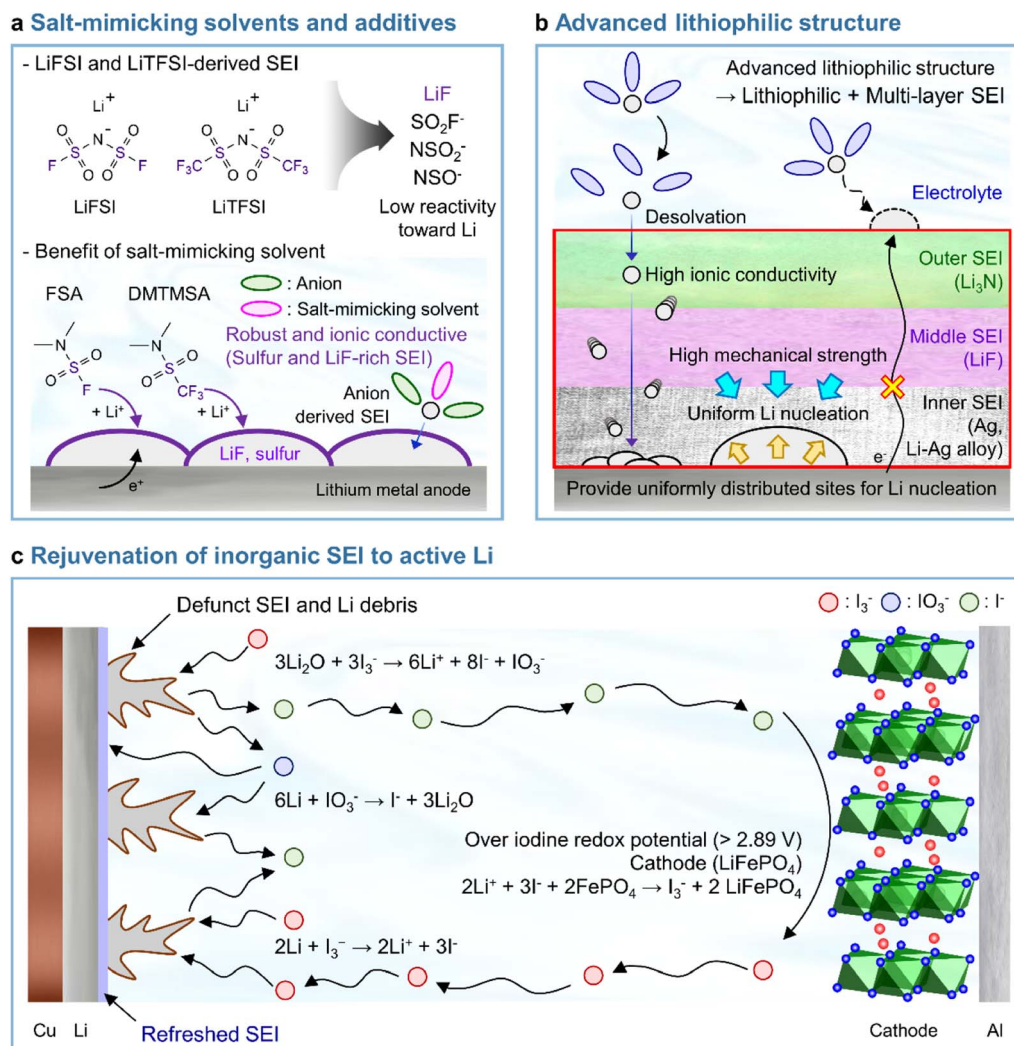 a Salt-mimicking solvents and additives
- LiFSI and LiTFSI-derived SEI
Li⁺
O O
N⁻
S S
O O
F F
LiFSI
Li⁺
O O
N⁻
S S
F₃C O O CF₃
LiTFSI
LiF
SO₂F⁻
NSO₂⁻
NSO⁻
Low reactivity
toward Li
- Benefit of salt-mimicking solvent
FSA
DMTMSA
: Anion
: Salt-mimicking solvent
Robust and ionic conductive
(Sulfur and LiF-rich SEI)
N
O
S
O
F
N
O
S
O
CF₃
+ Li⁺
+ Li⁺
Anion
derived SEI
LiF, sulfur
e⁺
Lithium metal anode
b Advanced lithiophilic structure
Advanced lithiophilic structure
→ Lithiophilic + Multi-layer SEI
Electrolyte
Desolvation
Outer SEI
(Li₃N)
High ionic conductivity
Middle SEI
(LiF)
High mechanical strength
Uniform Li nucleation
Inner SEI
(Ag,
Li-Ag alloy)
e⁻
Provide uniformly distributed sites for Li nucleation
c Rejuvenation of inorganic SEI to active Li
Defunct SEI and Li debris
: I₃⁻ : IO₃⁻ : I⁻
3Li₂O + 3I₃⁻ → 6Li⁺ + 8I⁻ + IO₃⁻
6Li + IO₃⁻ → I⁻ + 3Li₂O
Over iodine redox potential (> 2.89 V)
Cathode (LiFePO₄)
2Li⁺ + 3I⁻ + 2FePO₄ → I₃⁻ + 2 LiFePO₄
2Li + I₃⁻ → 2Li⁺ + 3I⁻
Cu Li Refreshed SEI Cathode Al